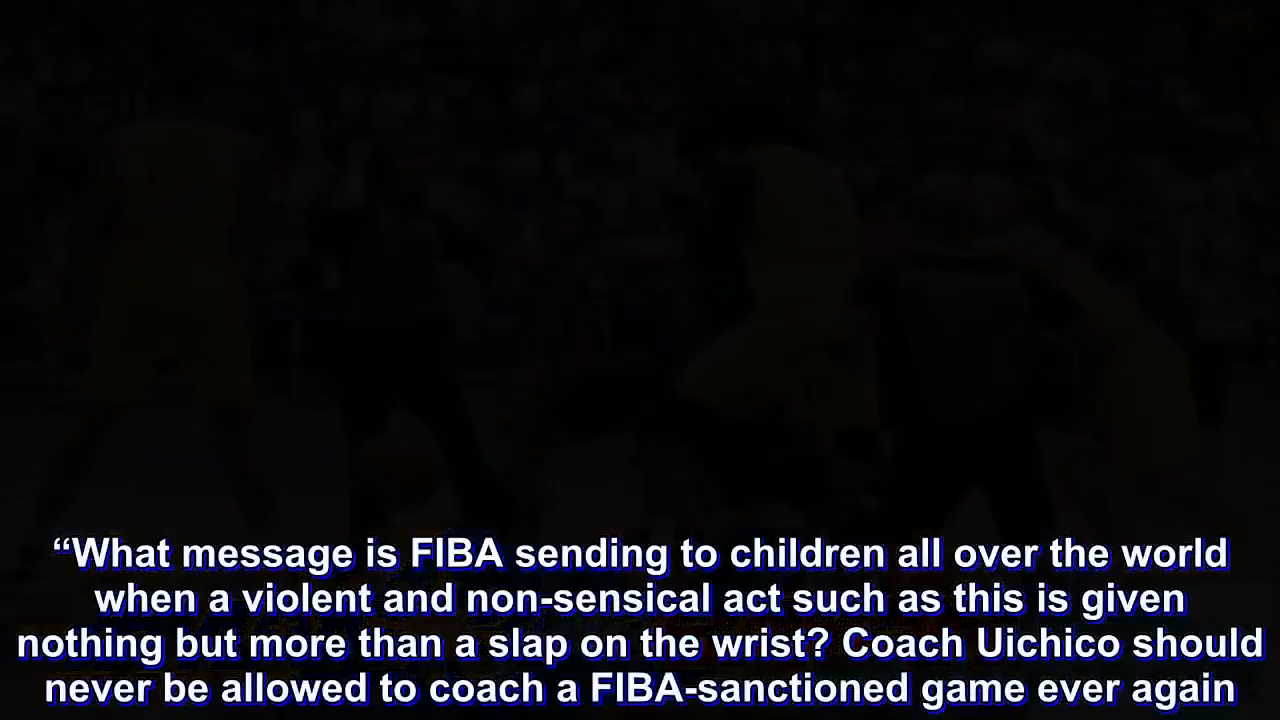 “What message is FIBA sending to children all over the world
when a violent and non-sensical act such as this is given
nothing but more than a slap on the wrist? Coach Uichico should
never be allowed to coach a FIBA-sanctioned game ever again